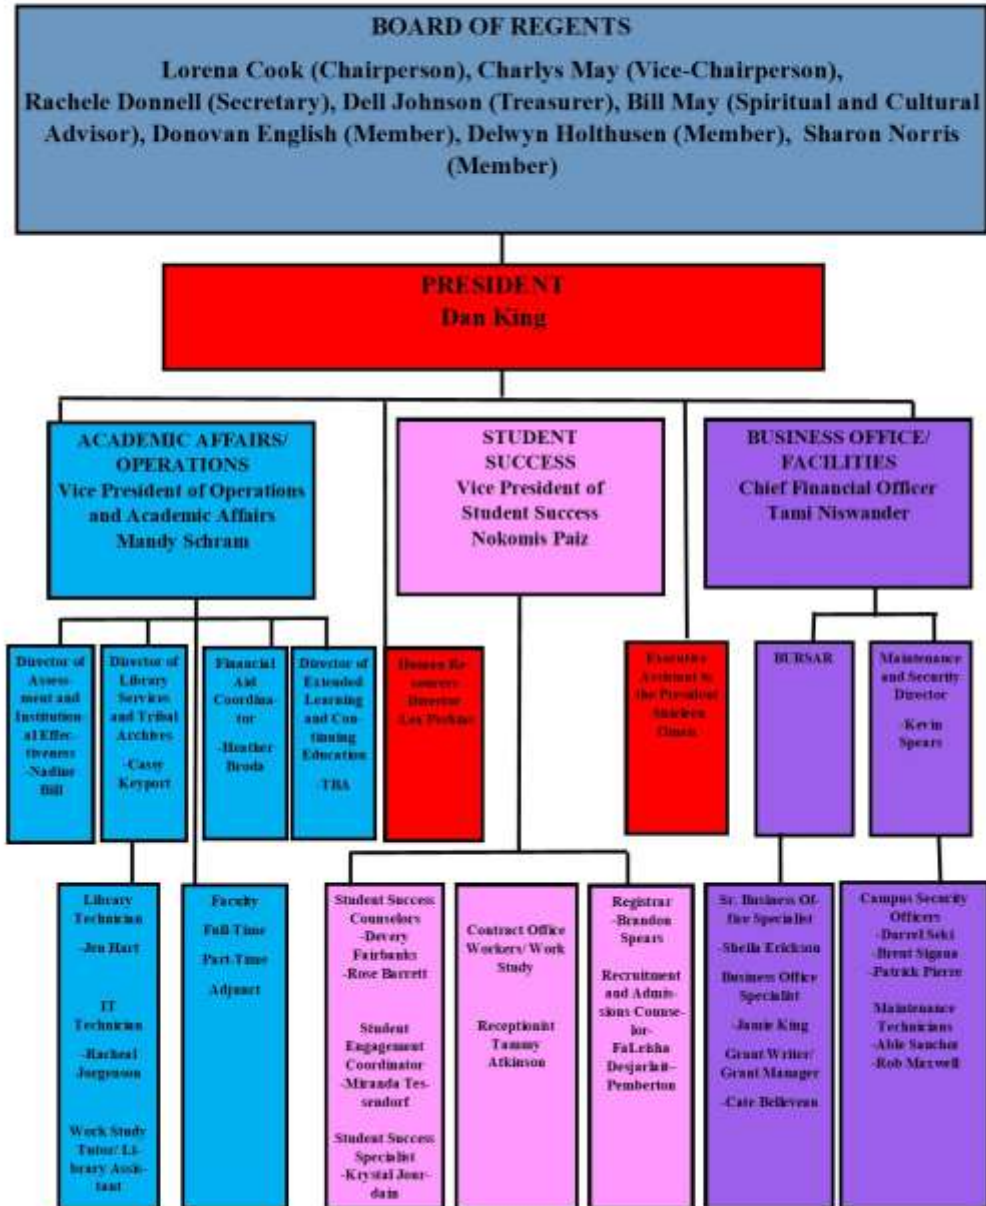 BOARD OF REGENTS
Lorena Cook (Chairperson), Charlys May (Vice-Chairperson),
Rachele Donnell (Secretary), Dell Johnson (Treasurer), Bill May (Spiritual and Cultural
Advisor), Donovan English (Member), Delwyn Holthusen (Member), Sharon Norris
(Member)
PRESIDENT
Dan King
ACADEMIC AFFAIRS/
OPERATIONS
Vice President of Operations
and Academic Affairs
Mandy Schram
STUDENT
SUCCESS
Vice President of
Student Success
Nokomis Paiz
BUSINESS OFFICE/
FACILITIES
Chief Financial Officer
Tami Niswander
Director of
Assess-
ment and
Institution-
al Effec-
tiveness
-Nadine
Bill
Director of
Library
Services
and Tribal
Archives
-Cassy
Keyport
Financial
Aid
Coordina-
tor
-Heather
Broda
Director of
Extended
Learning
and Con-
tinuing
Education
-TBA
Human Re-
sources
Director
Perkins
Executive
Assistant to
the President
BURSAR
Maintenance
and Security
Director
-Kevin
Spears
Library
Technician
-Jen Hart
IT
Technician
-Racheal
Jorgenson
Work Study
Tutor/ Li-
brary Assis-
tant
Faculty
Full-Time
Part-Time
Adjunct
Student Success
Counselors
-Devery
Fairbanks
-Rose Barrett
Student
Engagement
Coordinator
-Miranda Tes-
sendorf
Student Success
Specialist
-Krystal Jour-
dain
Contract Office
Workers/ Work
Study
Receptionist
Tammy
Atkinson
Registrar
-Brandon
Spears
Recruitment
and Admis-
sions Counse-
lor-
FaLeisha
Desjarlait-
Pemberton
Sr. Business Of-
fice Specialist
-Sheila Erickson
Business Office
Specialist
-Jamie King
Grant Writer/
Grant Manager
-Cate Belleveau
Campus Security
Officers
-Darrel Seki
-Brent Sigana
-Patrick Pierre
Maintenance
Technicians
-Able Sanchez
-Rob Maxwell